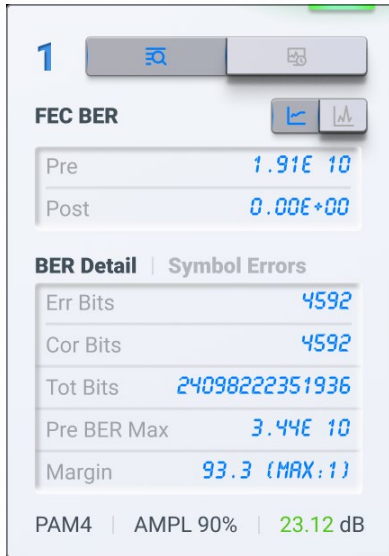 1
FEC BER
Pre 1.91E 10
Post 0.00E+00
BER Detail | Symbol Errors
Err Bits 4592
Cor Bits 4592
Tot Bits 24098222351936
Pre BER Max 3.44E 10
Margin 93.3 (MAX:1)
PAM4 | AMPL 90% | 23.12 dB